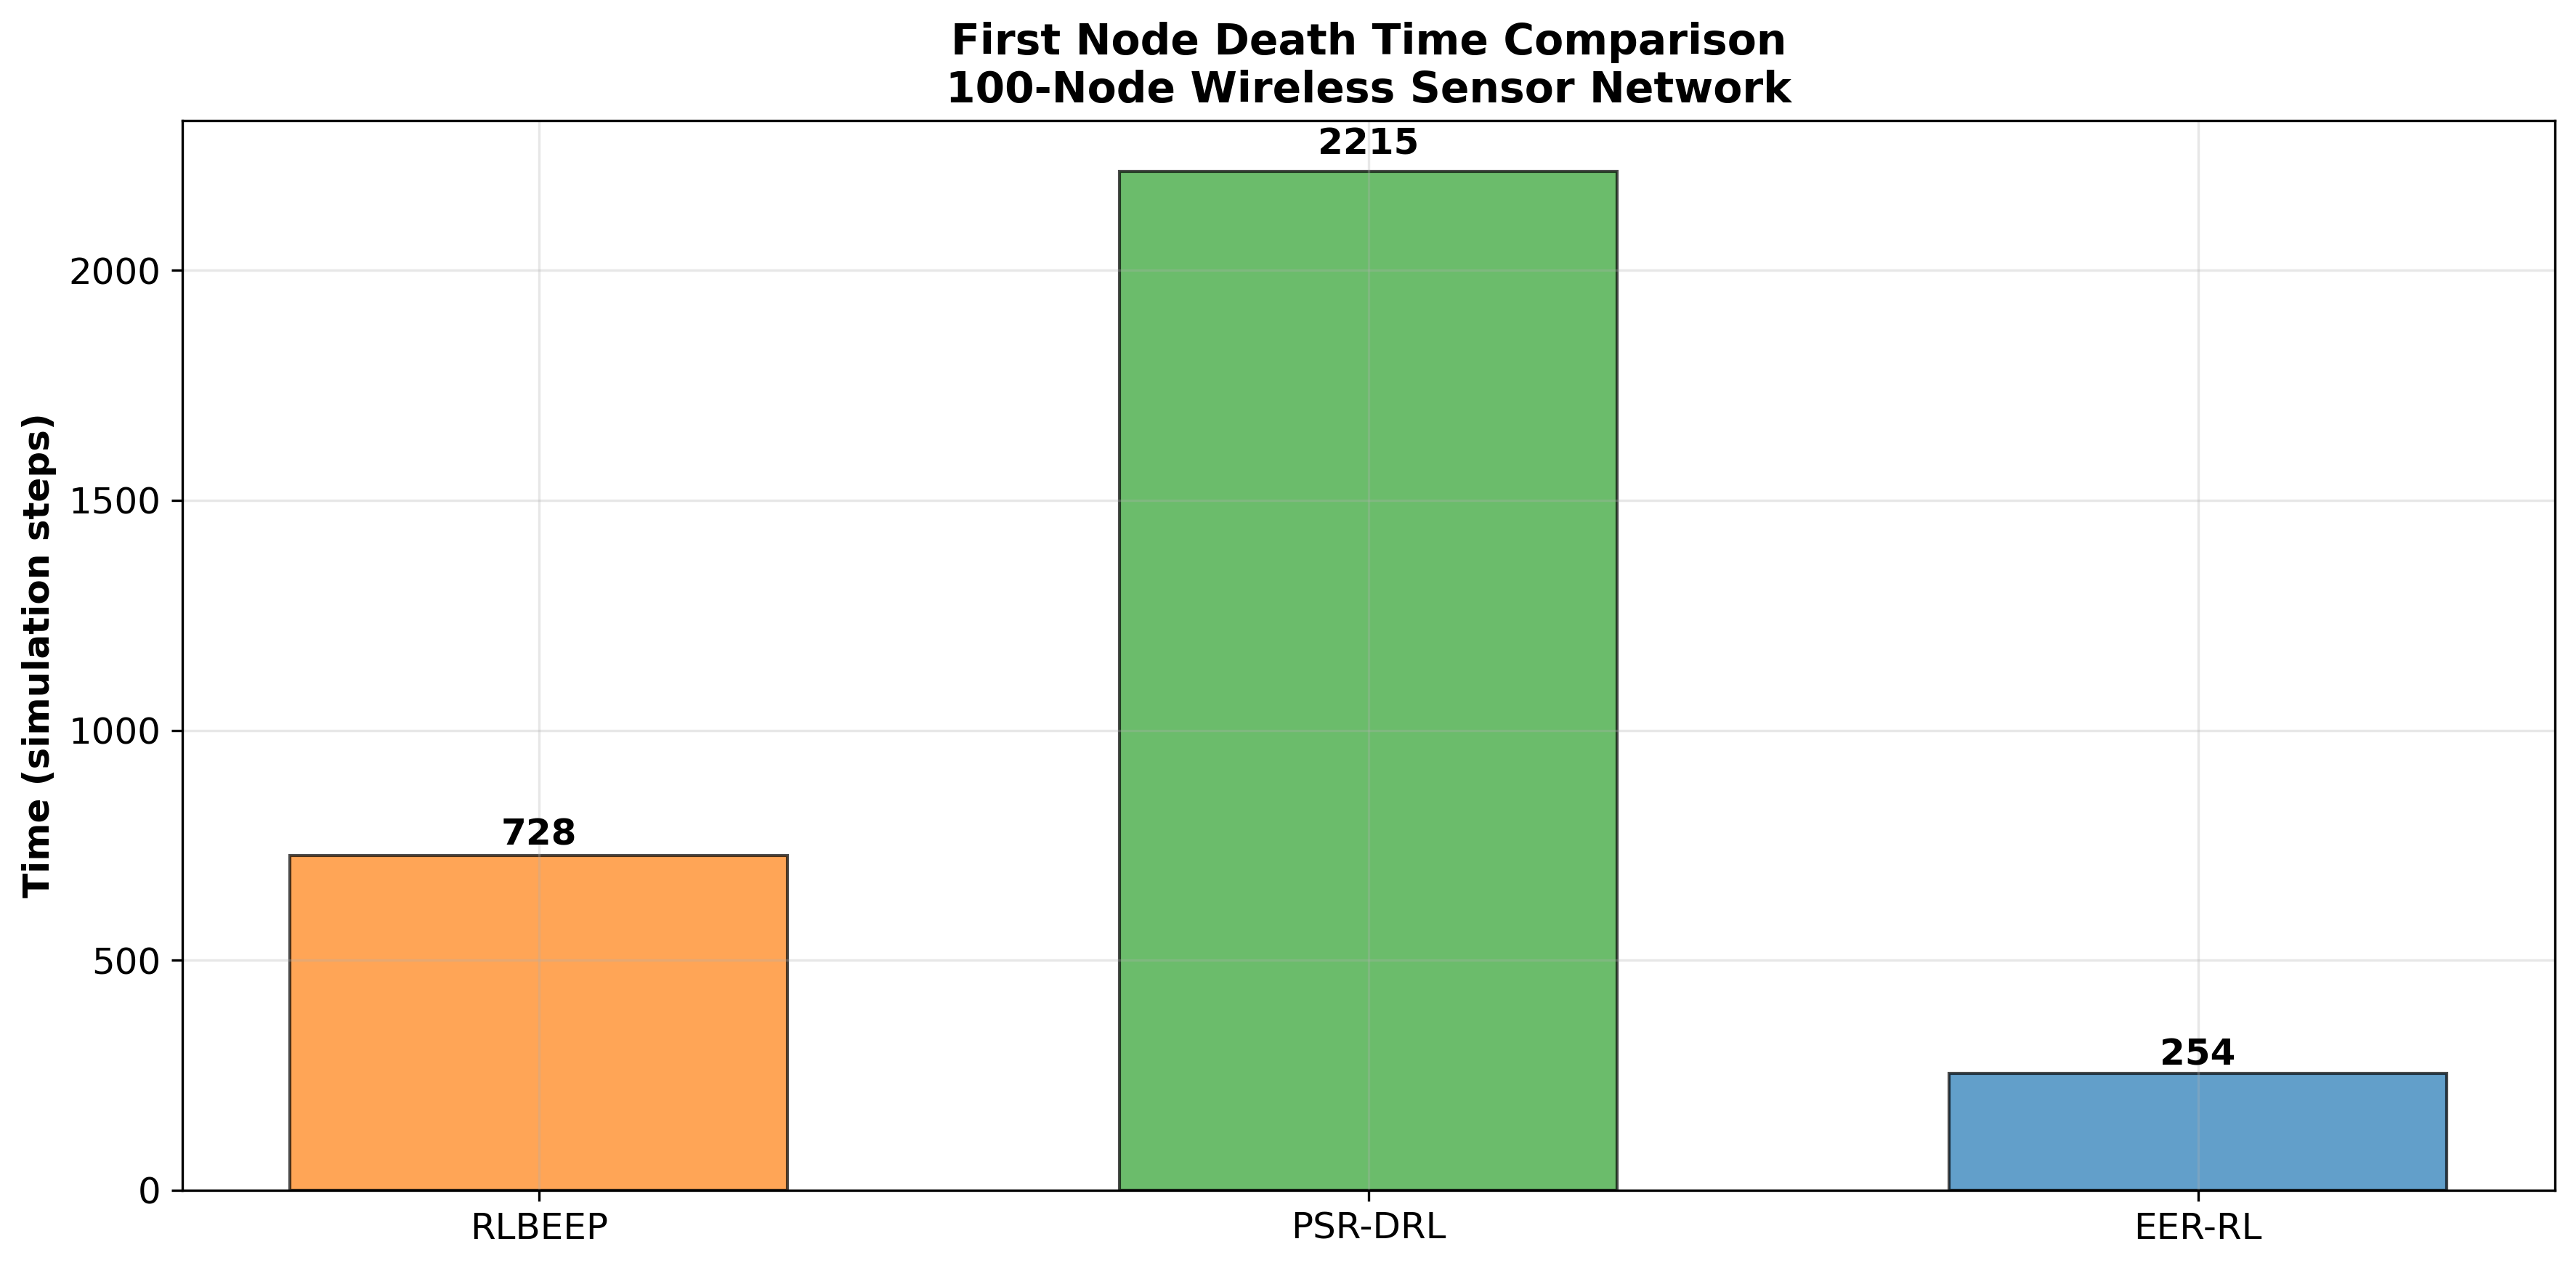 First Node Death Time Comparison
100-Node Wireless Sensor Network
Time (simulation steps)
2000
1500
1000
500
0
728
2215
254
RLBEEP
PSR-DRL
EER-RL